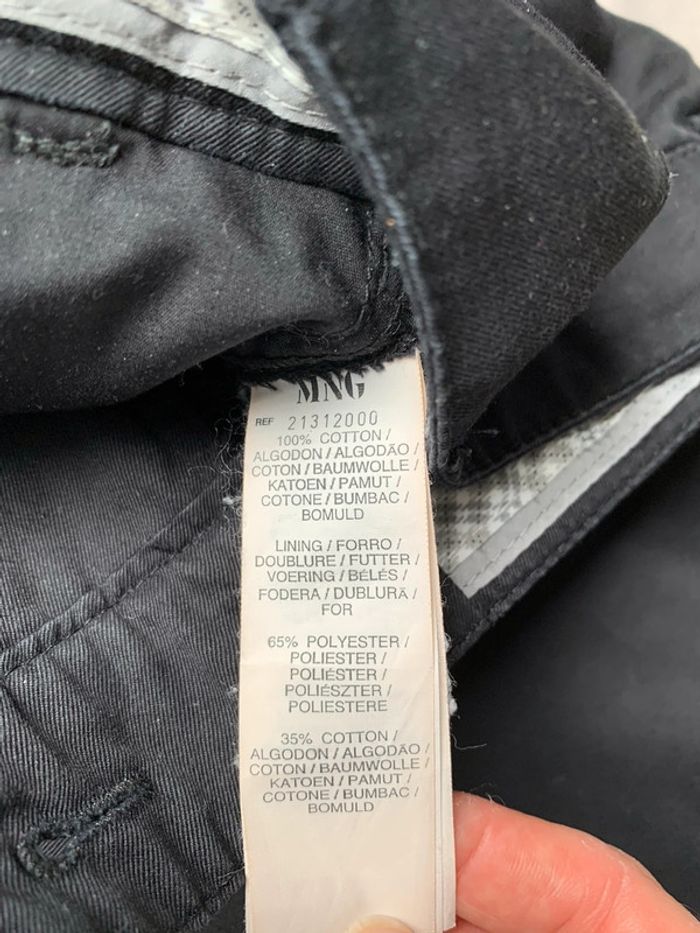 MNG
REF 21312000
100% COTTON /
ALGODON / ALGODÃO /
COTON / BAUMWOLLE /
KATOEN / PAMUT /
COTONE / BUMBAC /
BOMULD
LINING / FORRO /
DOUBLURE / FUTTER /
VOERING / BÉLÉS /
FODERA / DUBLURĂ /
FOR
65% POLYESTER /
POLIESTER /
POLIÉSTER /
POLIÉSZTER /
POLIESTERE
35% COTTON /
ALGODON / ALGODÃO /
COTON / BAUMWOLLE /
KATOEN / PAMUT /
COTONE / BUMBAC /
BOMULD